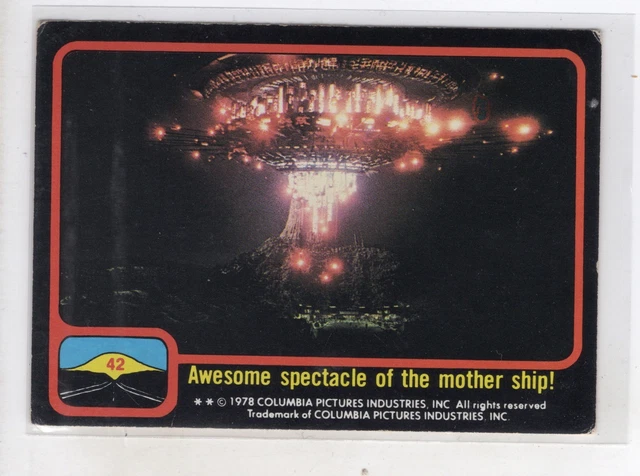 42
Awesome spectacle of the mother ship!
** © 1978 COLUMBIA PICTURES INDUSTRIES, INC. All rights reserved
Trademark of COLUMBIA PICTURES INDUSTRIES, INC.